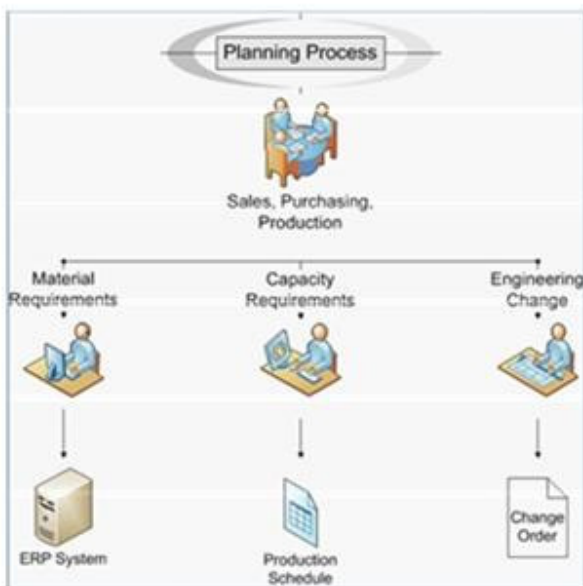 Planning Process
Sales, Purchasing,
Production
Material
Requirements
Capacity
Requirements
Engineering
Change
ERP System
Production
Schedule
Change
Order